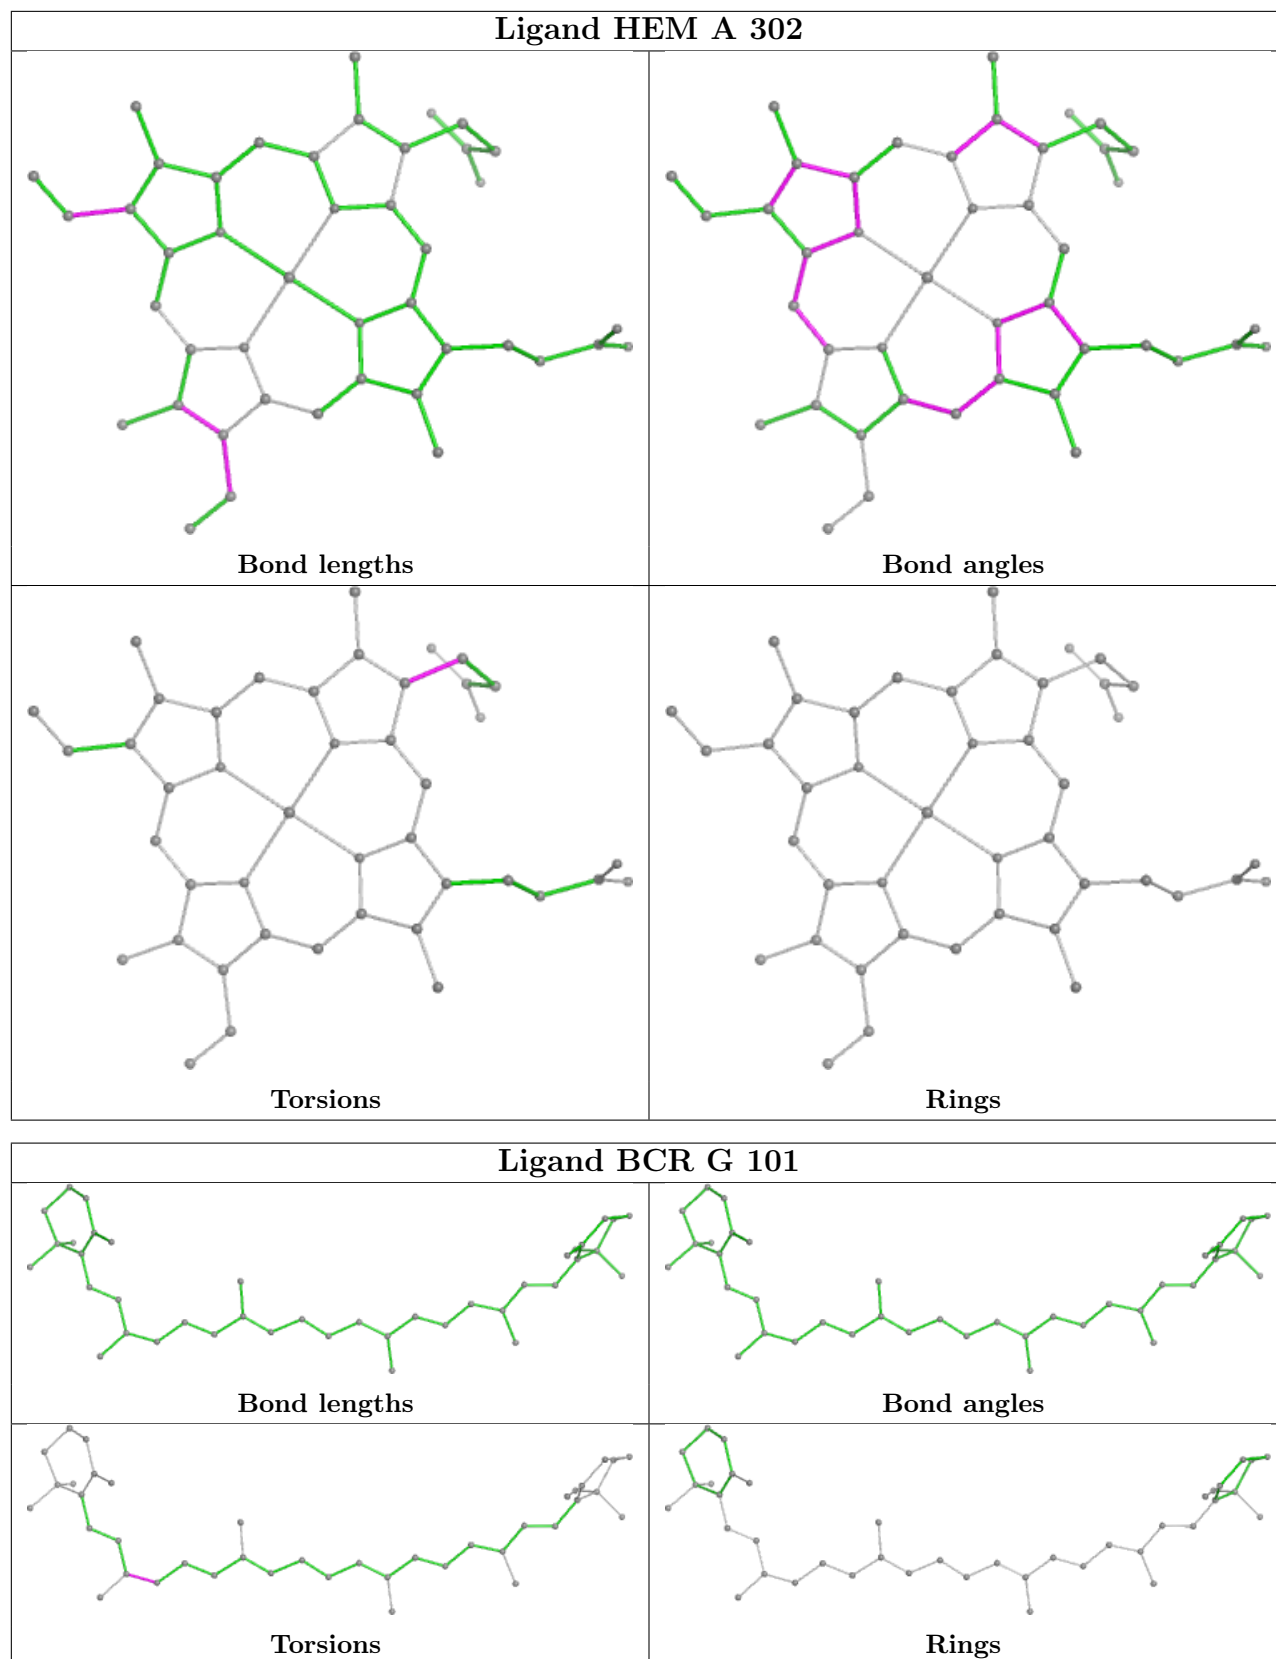 Ligand HEM A 302
Bond lengths
Bond angles
Torsions
Rings
Ligand BCR G 101
Bond lengths
Bond angles
Torsions
Rings